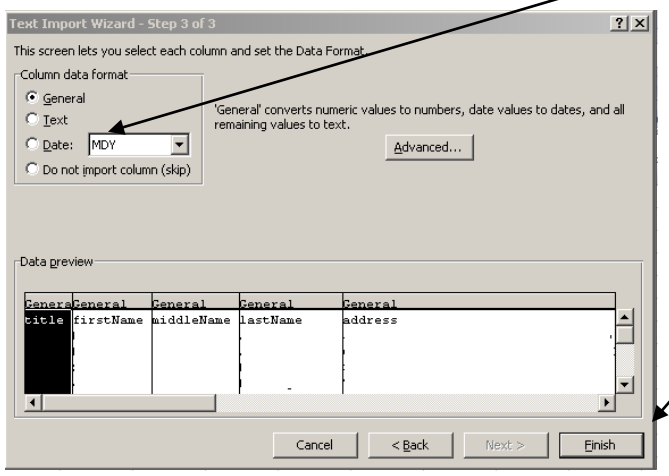 Text Import Wizard - Step 3 of 3
This screen lets you select each column and set the Data Format.
Column data format
General
Text
Date: MDY
Do not import column (skip)
'General' converts numeric values to numbers, date values to dates, and all
remaining values to text.
Advanced...
Data preview
Genera General General General General
title firstName middleName lastName address
Cancel < Back Next > Finish